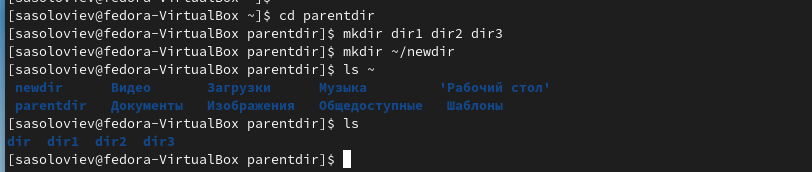 [sasoloviev@fedora-VirtualBox ~]$ cd parentdir
[sasoloviev@fedora-VirtualBox parentdir]$ mkdir dir1 dir2 dir3
[sasoloviev@fedora-VirtualBox parentdir]$ mkdir ~/newdir
[sasoloviev@fedora-VirtualBox parentdir]$ ls ~
newdir Видео Загрузки Музыка 'Рабочий стол'
parentdir Документы Изображения Общедоступные Шаблоны
[sasoloviev@fedora-VirtualBox parentdir]$ ls
dir dir1 dir2 dir3
[sasoloviev@fedora-VirtualBox parentdir]$